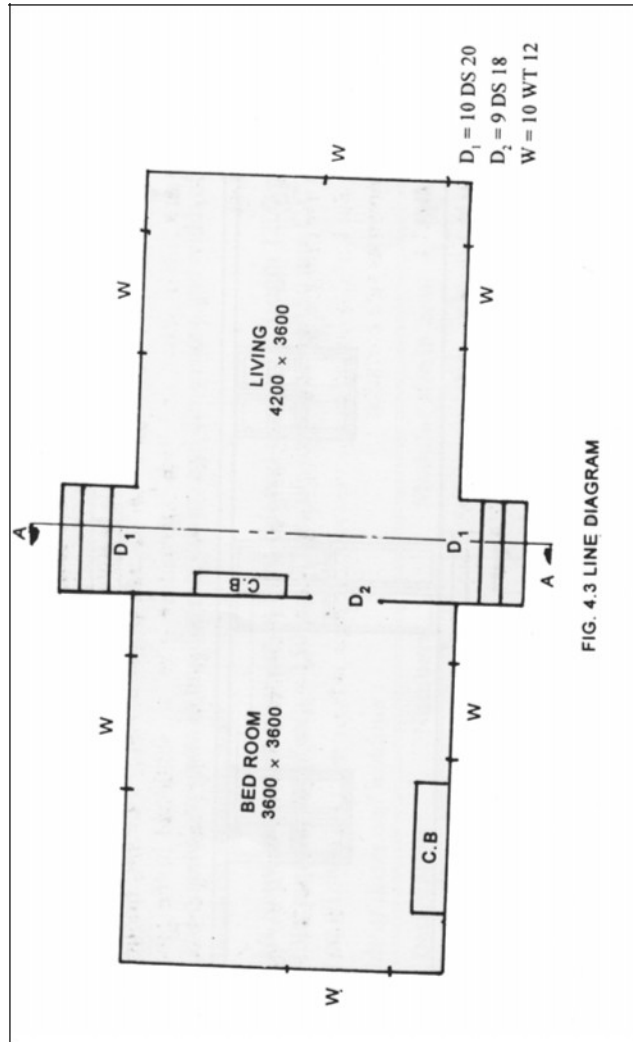 A
D₁
W
W
C.B
D₂
BED ROOM
3600 × 3600
LIVING
4200 × 3600
W
W
C.B
W
D₁
W
A
D₁ = 10 DS 20
D₂ = 9 DS 18
W = 10 WT 12
FIG. 4.3 LINE DIAGRAM